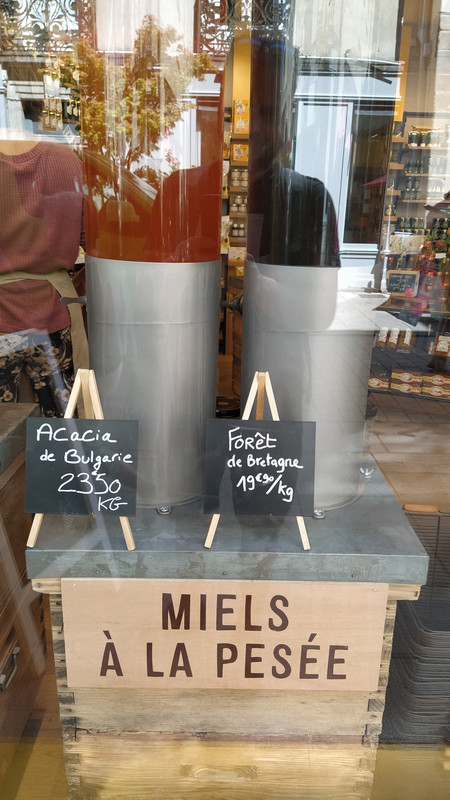 Acacia
de Bulgarie
23€50
KG
FORÊT
de Bretagne
19€90/kg
MIELS
À LA PESÉE